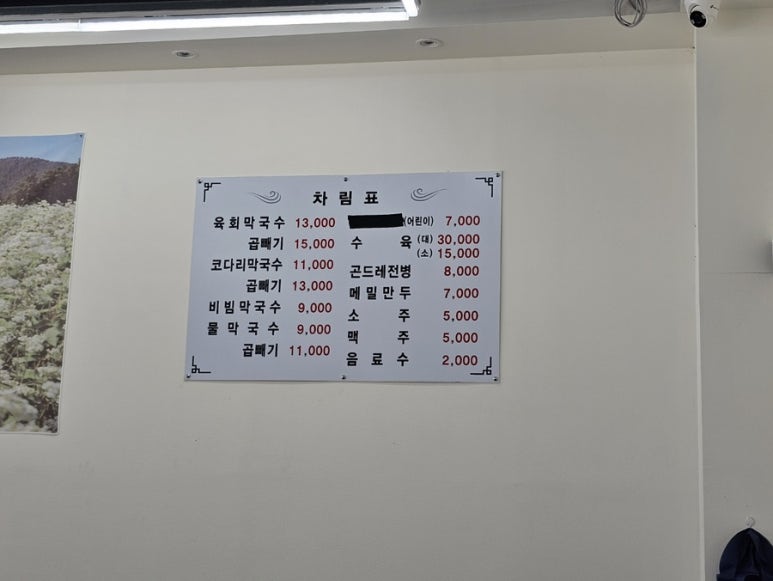 차림표
육회막국수 13,000
곱빼기 15,000
코다리막국수 11,000
곱빼기 13,000
비빔막국수 9,000
물막국수 9,000
곱빼기 11,000
(어린이) 7,000
수육 (대) 30,000
(소) 15,000
곤드레전병 8,000
메밀만두 7,000
소주 5,000
맥주 5,000
음료수 2,000